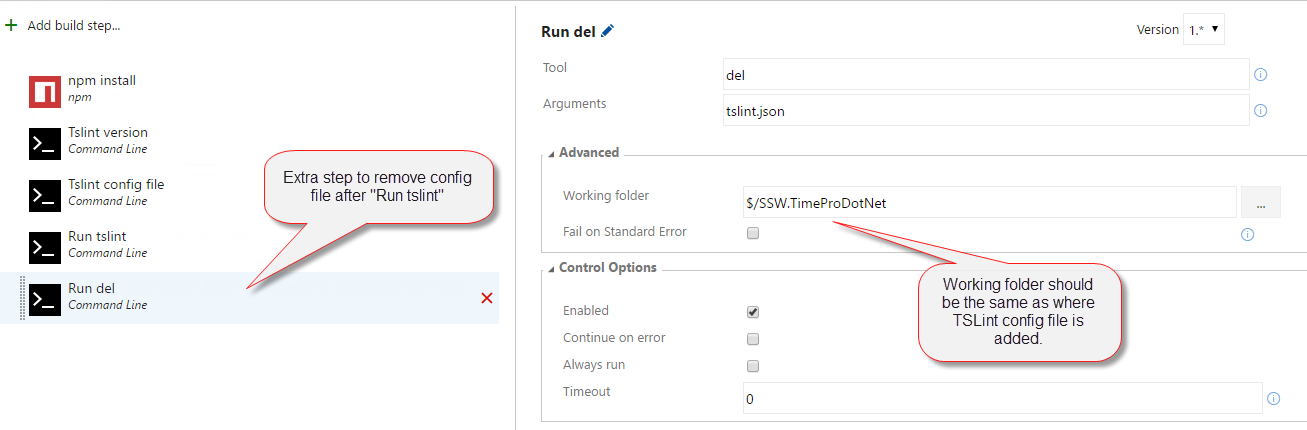 + Add build step...
npm install
npm
Tslint version
Command Line
Tslint config file
Command Line
Run tslint
Command Line
Run del
Command Line
Extra step to remove config
file after "Run tslint"
Run del
Version 1.*
Tool del
Arguments tslint.json
Advanced
Working folder $/SSW.TimeProDotNet ...
Fail on Standard Error
Control Options
Enabled
Continue on error
Always run
Timeout 0
Working folder should
be the same as where
TSLint config file is
added.